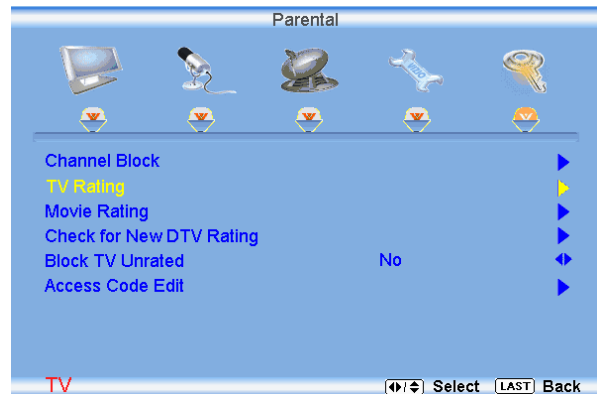 Parental
VIZIO
Channel Block
TV Rating
Movie Rating
Check for New DTV Rating
Block TV Unrated No
Access Code Edit
TV Select LAST Back